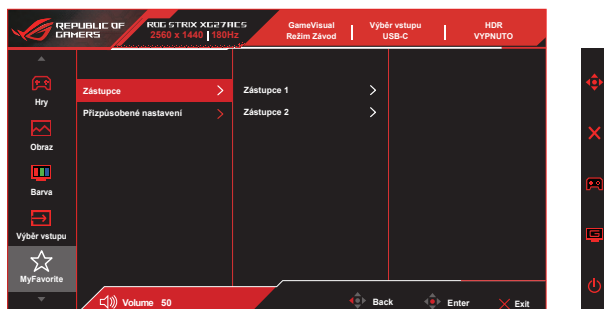 REPUBLIC OF
GAMERS
ROG STRIX XG27ACS
2560 x 1440 180Hz
GameVisual
Režim Závod
Výběr vstupu
USB-C
HDR
VYPNUTO
Hry
Obraz
Barva
Výběr vstupu
MyFavorite
Zástupce
Přizpůsobené nastavení
Zástupce 1
Zástupce 2
Volume 50
Back
Enter
Exit